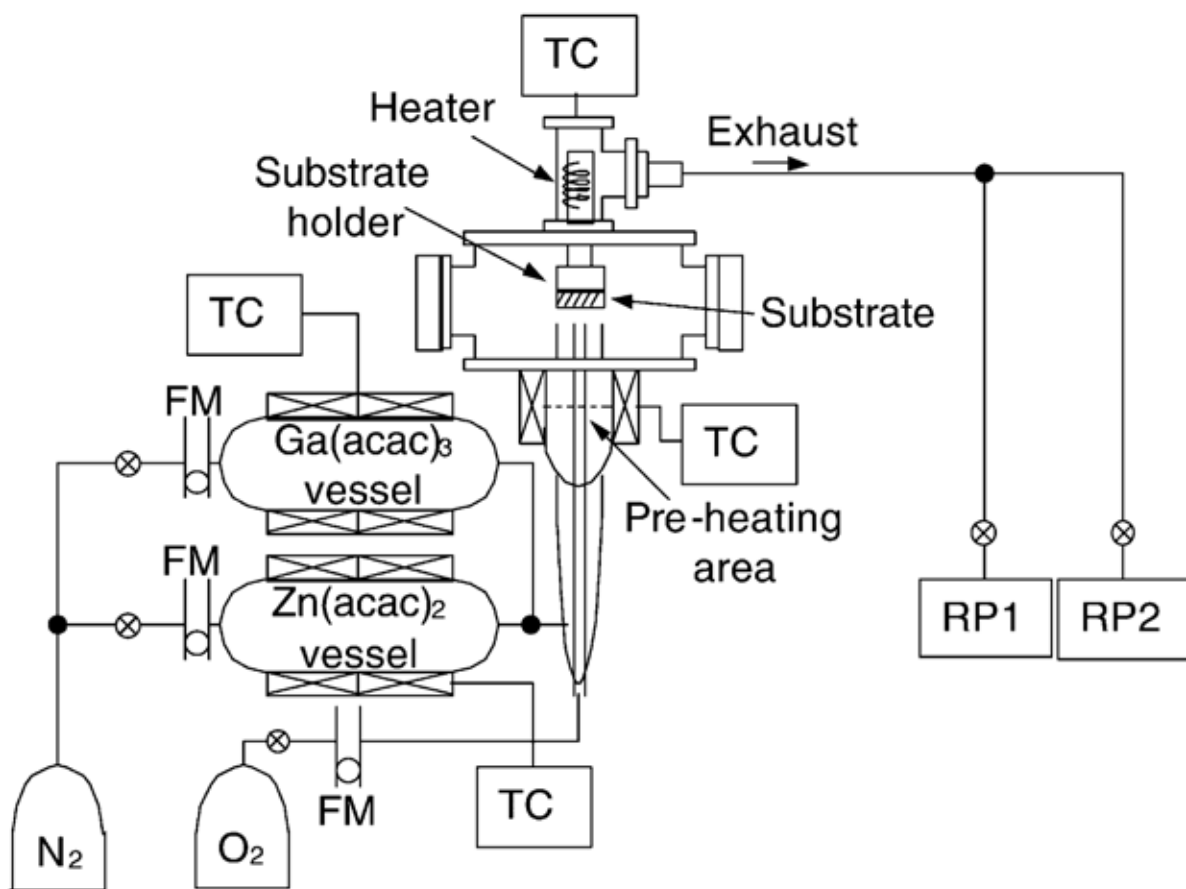 TC
Heater
Exhaust
Substrate
holder
TC
Substrate
FM
Ga(acac)₃
vessel
TC
Pre-heating
area
FM
Zn(acac)₂
vessel
RP1
RP2
TC
FM
N₂
O₂